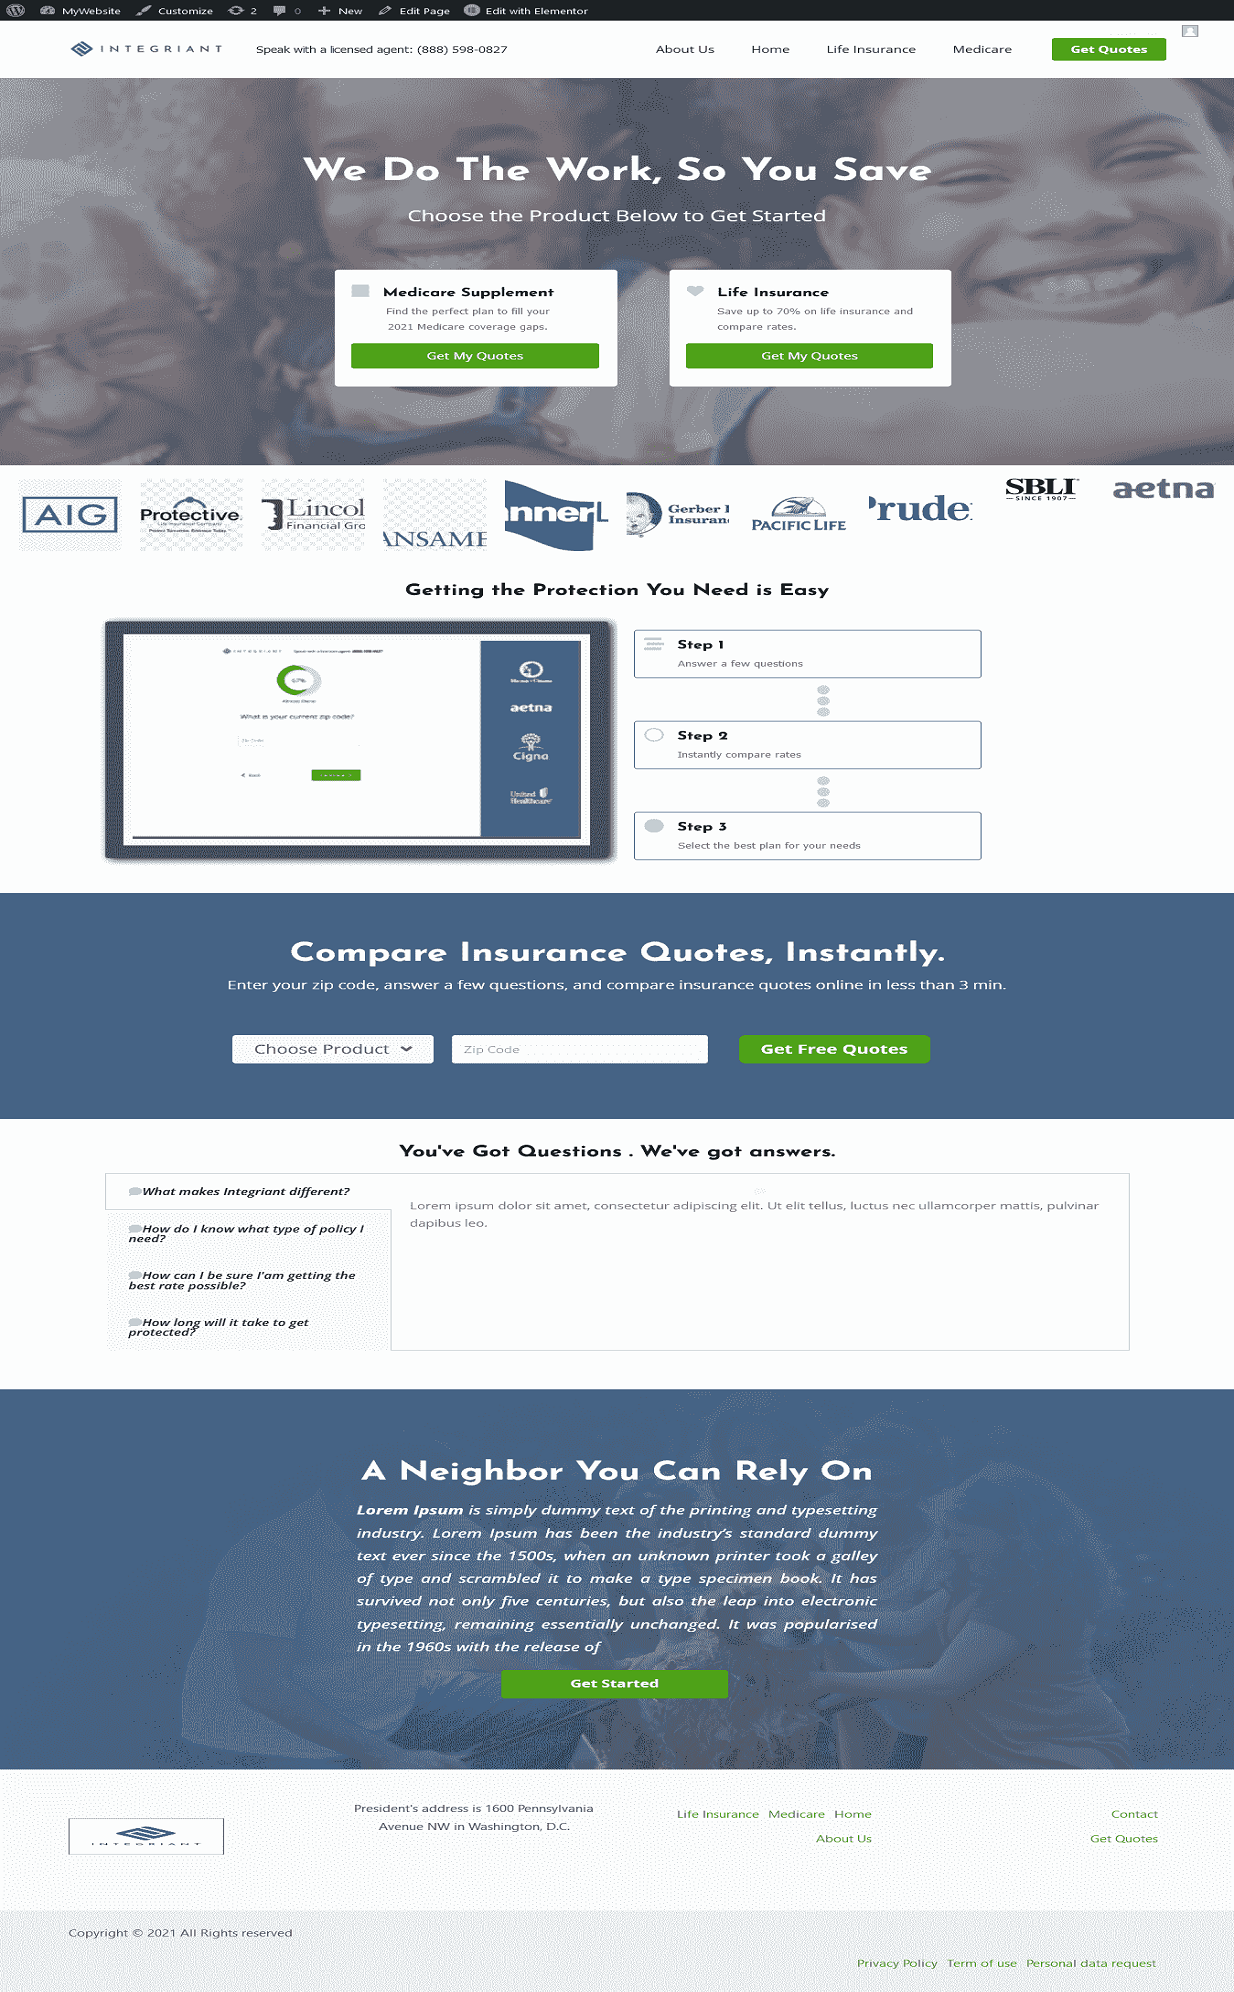 MyWebsite Customize 2 0 New Edit Page Edit with Elementor
INTEGRIANT Speak with a licensed agent: (888) 598-0827 About Us Home Life Insurance Medicare Get Quotes
We Do The Work, So You Save
Choose the Product Below to Get Started
Medicare Supplement
Find the perfect plan to fill your
2021 Medicare coverage gaps.
Get My Quotes
Life Insurance
Save up to 70% on life insurance and
compare rates.
Get My Quotes
AIG
Protective
Life Insurance Company
Protect Tomorrow. Embrace Today.
Lincol
Financial Gro
ANSAME
nnerL
Gerber
Insuran
PACIFIC LIFE
Prude
SBLI
SINCE 1907
aetna
Getting the Protection You Need is Easy
INTEGRIANT
What is your current zip code?
Zip Code
Back
aetna
Cigna
United
Healthcare
Step 1
Answer a few questions
Step 2
Instantly compare rates
Step 3
Select the best plan for your needs
Compare Insurance Quotes, Instantly.
Enter your zip code, answer a few questions, and compare insurance quotes online in less than 3 min.
Choose Product Zip Code Get Free Quotes
You've Got Questions . We've got answers.
What makes Integriant different?
How do I know what type of policy I
need?
How can I be sure I'am getting the
best rate possible?
How long will it take to get
protected?
Lorem ipsum dolor sit amet, consectetur adipiscing elit. Ut elit tellus, luctus nec ullamcorper mattis, pulvinar
dapibus leo.
A Neighbor You Can Rely On
Lorem Ipsum is simply dummy text of the printing and typesetting
industry. Lorem Ipsum has been the industry's standard dummy
text ever since the 1500s, when an unknown printer took a galley
of type and scrambled it to make a type specimen book. It has
survived not only five centuries, but also the leap into electronic
typesetting, remaining essentially unchanged. It was popularised
in the 1960s with the release of
Get Started
INTEGRIANT
President's address is 1600 Pennsylvania
Avenue NW in Washington, D.C.
Life Insurance Medicare Home
About Us
Contact
Get Quotes
Copyright © 2021 All Rights reserved
Privacy Policy Term of use Personal data request